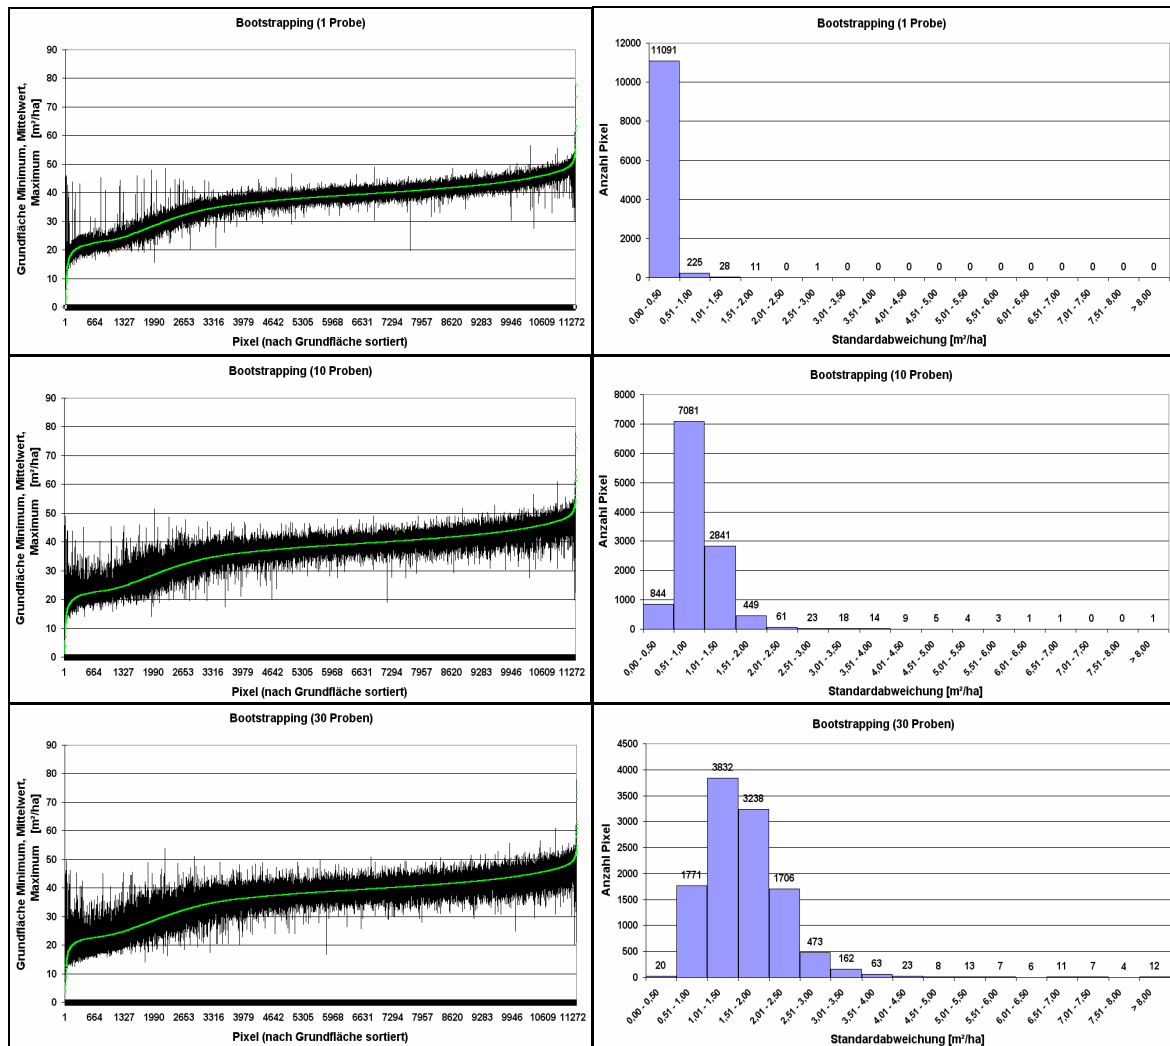 Bootstrapping (1 Probe)
90
80
70
60
50
40
30
20
10
0
Grundfläche Minimum, Mittelwert,
Maximum [m²/ha]
1 664 1327 1990 2653 3316 3979 4642 5305 5968 6631 7294 7957 8620 9283 9946 10609 11272
Pixel (nach Grundfläche sortiert)
Bootstrapping (1 Probe)
12000
10000
8000
6000
4000
2000
0
Anzahl Pixel
11091 225 28 11 0 1 0 0 0 0 0 0 0 0 0 0 0
0,00 - 0,50 0,51 - 1,00 1,01 - 1,50 1,51 - 2,00 2,01 - 2,50 2,51 - 3,00 3,01 - 3,50 3,51 - 4,00 4,01 - 4,50 4,51 - 5,00 5,01 - 5,50 5,51 - 6,00 6,01 - 6,50 6,51 - 7,00 7,01 - 7,50 7,51 - 8,00 > 8,00
Standardabweichung [m²/ha]
Bootstrapping (10 Proben)
90
80
70
60
50
40
30
20
10
0
Grundfläche Minimum, Mittelwert,
Maximum [m²/ha]
1 664 1327 1990 2653 3316 3979 4642 5305 5968 6631 7294 7957 8620 9283 9946 10609 11272
Pixel (nach Grundfläche sortiert)
Bootstrapping (10 Proben)
8000
7000
6000
5000
4000
3000
2000
1000
0
Anzahl Pixel
844 7081 2841 449 61 23 18 14 9 5 4 3 1 1 0 0 1
0,00 - 0,50 0,51 - 1,00 1,01 - 1,50 1,51 - 2,00 2,01 - 2,50 2,51 - 3,00 3,01 - 3,50 3,51 - 4,00 4,01 - 4,50 4,51 - 5,00 5,01 - 5,50 5,51 - 6,00 6,01 - 6,50 6,51 - 7,00 7,01 - 7,50 7,51 - 8,00 > 8,00
Standardabweichung [m²/ha]
Bootstrapping (30 Proben)
90
80
70
60
50
40
30
20
10
0
Grundfläche Minimum, Mittelwert,
Maximum [m²/ha]
1 664 1327 1990 2653 3316 3979 4642 5305 5968 6631 7294 7957 8620 9283 9946 10609 11272
Pixel (nach Grundfläche sortiert)
Bootstrapping (30 Proben)
4500
4000
3500
3000
2500
2000
1500
1000
500
0
Anzahl Pixel
20 1771 3832 3238 1706 473 162 63 23 8 13 7 6 11 7 4 12
0,00 - 0,50 0,51 - 1,00 1,01 - 1,50 1,51 - 2,00 2,01 - 2,50 2,51 - 3,00 3,01 - 3,50 3,51 - 4,00 4,01 - 4,50 4,51 - 5,00 5,01 - 5,50 5,51 - 6,00 6,01 - 6,50 6,51 - 7,00 7,01 - 7,50 7,51 - 8,00 > 8,00
Standardabweichung [m²/ha]